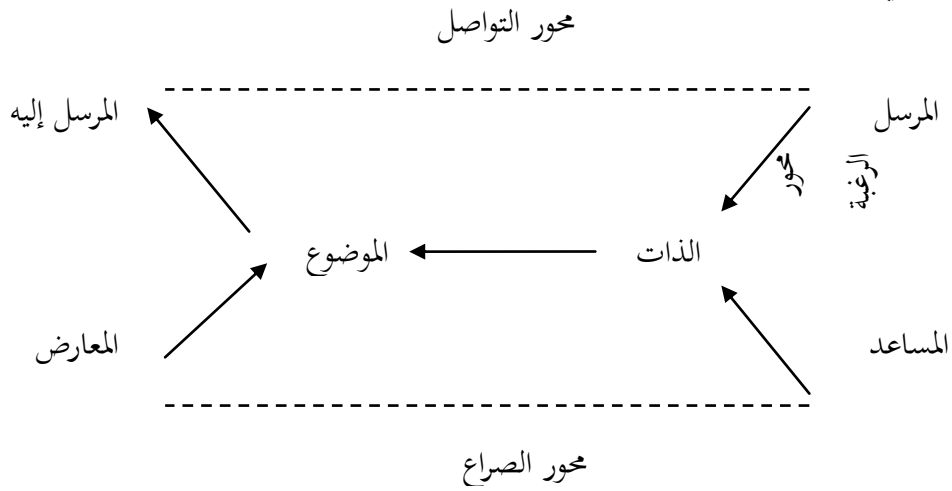 محور التواصل
المرسل
المرسل إليه
محور
الرغبة
الذات
الموضوع
المساعد
المعارض
محور الصراع